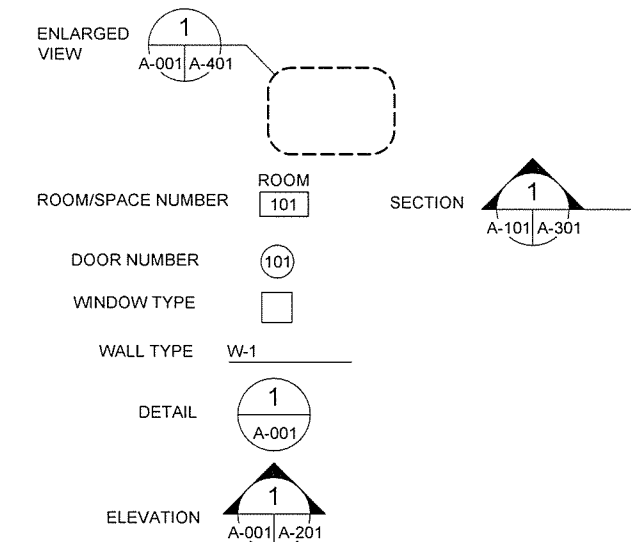 ENLARGED
VIEW
1
A-001 A-401
ROOM
ROOM/SPACE NUMBER
101
SECTION
1
A-101 A-301
DOOR NUMBER
101
WINDOW TYPE
WALL TYPE
W-1
DETAIL
1
A-001
ELEVATION
1
A-001 A-201